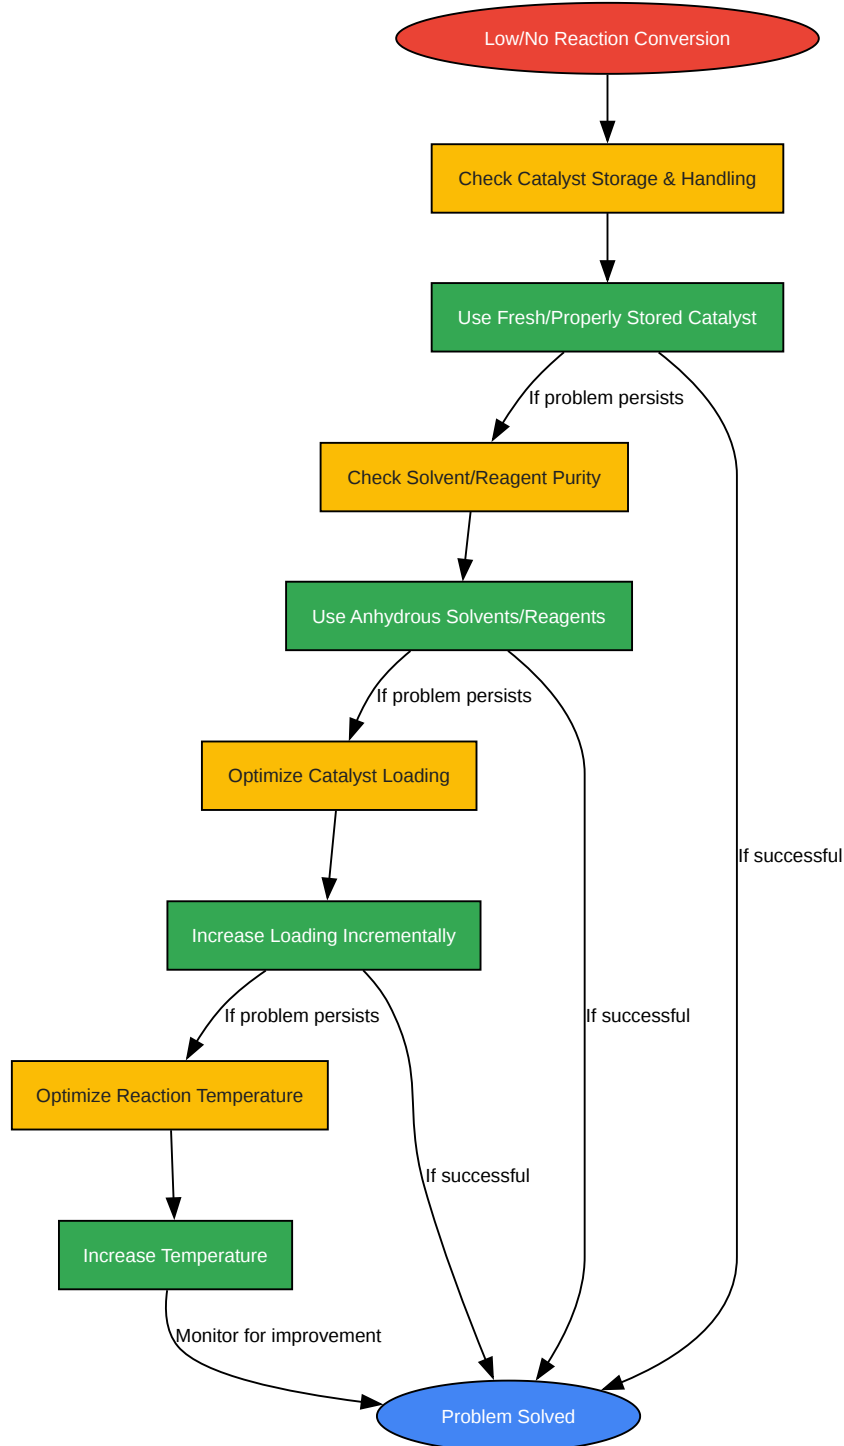 Low/No Reaction Conversion
Check Catalyst Storage & Handling
Use Fresh/Properly Stored Catalyst
If problem persists
Check Solvent/Reagent Purity
Use Anhydrous Solvents/Reagents
If problem persists
Optimize Catalyst Loading
If successful
Increase Loading Incrementally
If problem persists
If successful
Optimize Reaction Temperature
If successful
Increase Temperature
Monitor for improvement
Problem Solved